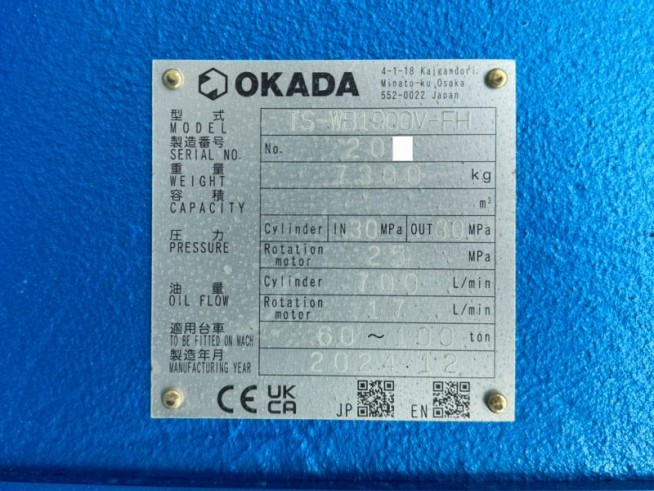 OKADA
4-1-18 Kaigandori,
Minato-ku, Osaka
552-0022 Japan
型 式
MODEL
TS-WB1900V-FH
製造番号
SERIAL NO.
No. 20
重 量
WEIGHT
7300 kg
容 積
CAPACITY
m³
圧 力
PRESSURE
Cylinder IN 30 MPa OUT 30 MPa
Rotation motor
MPa
油 量
OIL FLOW
Cylinder 700 L/min
Rotation motor
17 L/min
適用台車
TO BE FITTED ON MACH
60～100 ton
製造年月
MANUFACTURING YEAR
2024.12
CE UK CA
JP EN